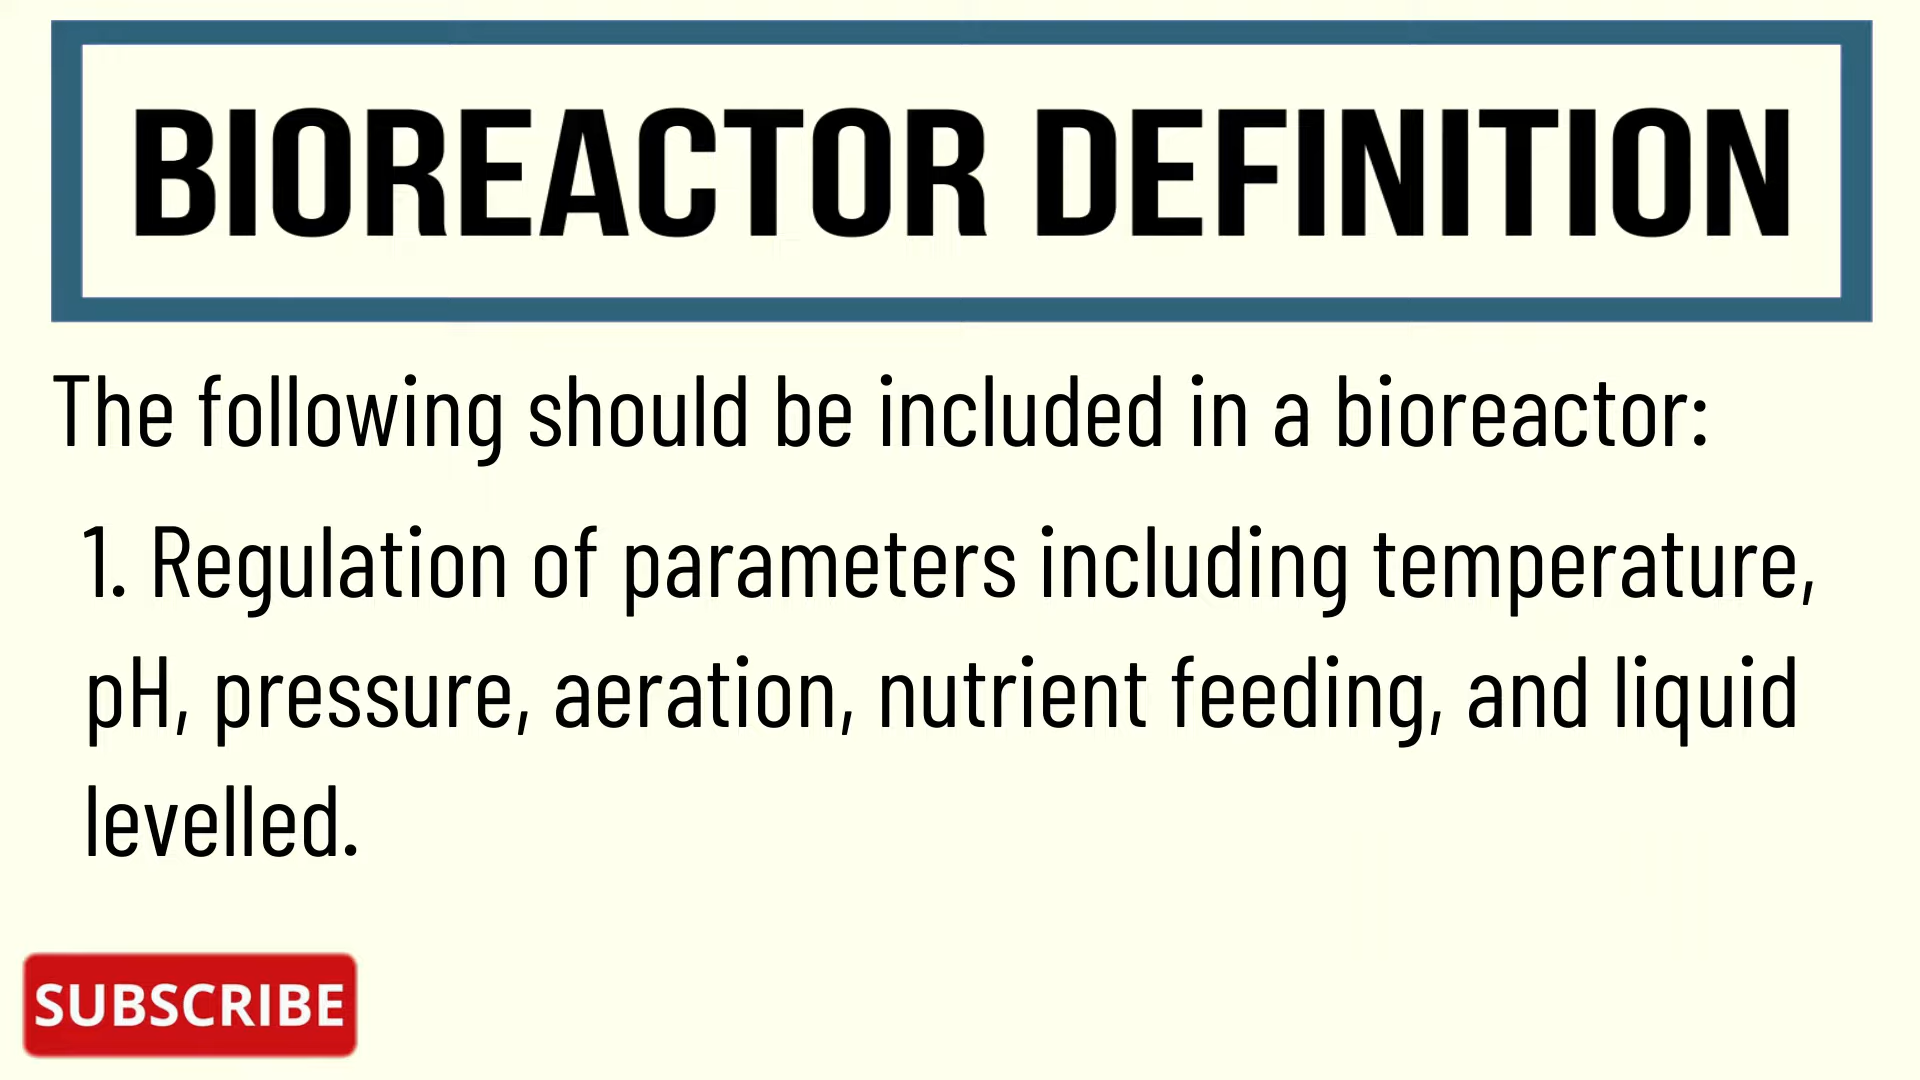 BIOREACTOR DEFINITION
The following should be included in a bioreactor:
1. Regulation of parameters including temperature,
pH, pressure, aeration, nutrient feeding, and liquid
levelled.
SUBSCRIBE